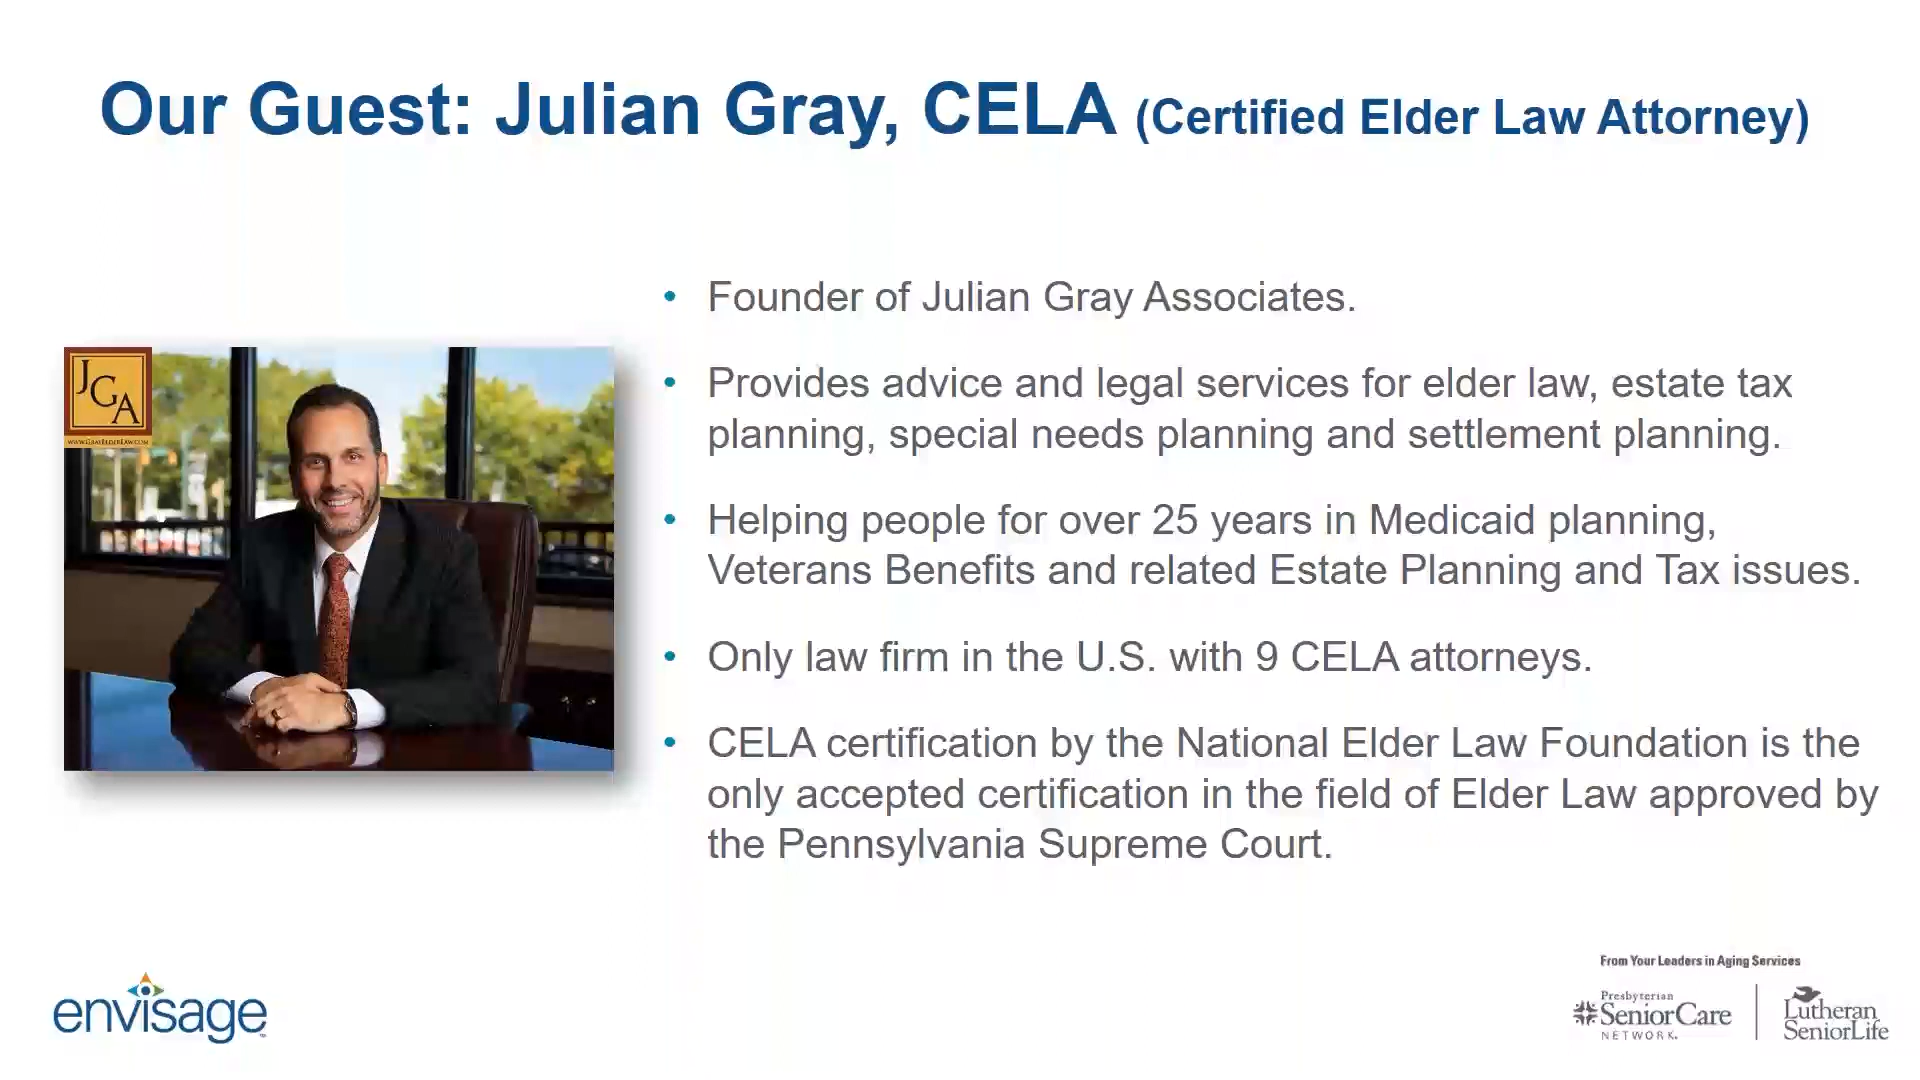 Our Guest: Julian Gray, CELA (Certified Elder Law Attorney)
JGA
www.GrayElderLaw.com
• Founder of Julian Gray Associates.
• Provides advice and legal services for elder law, estate tax
planning, special needs planning and settlement planning.
• Helping people for over 25 years in Medicaid planning,
Veterans Benefits and related Estate Planning and Tax issues.
• Only law firm in the U.S. with 9 CELA attorneys.
• CELA certification by the National Elder Law Foundation is the
only accepted certification in the field of Elder Law approved by
the Pennsylvania Supreme Court.
envisage
From Your Leaders in Aging Services
Presbyterian
SeniorCare
NETWORK
Lutheran
SeniorLife